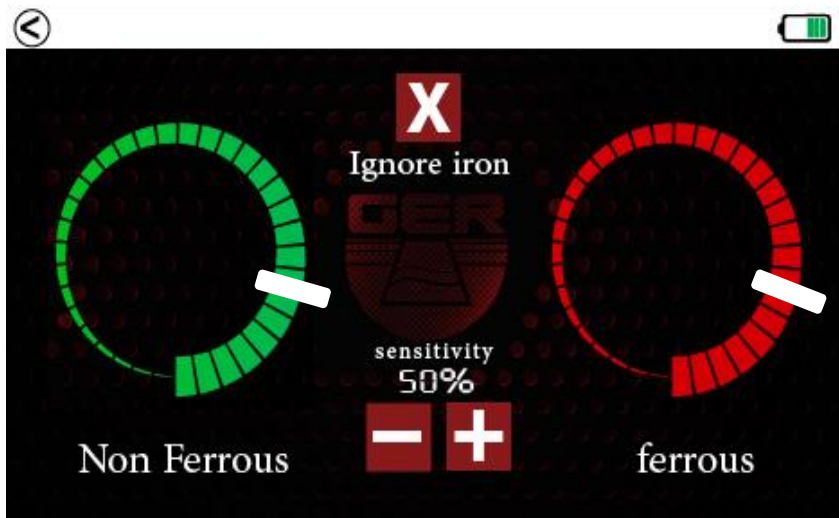 X
Ignore iron
GER
sensitivity
50%
Non Ferrous
ferrous